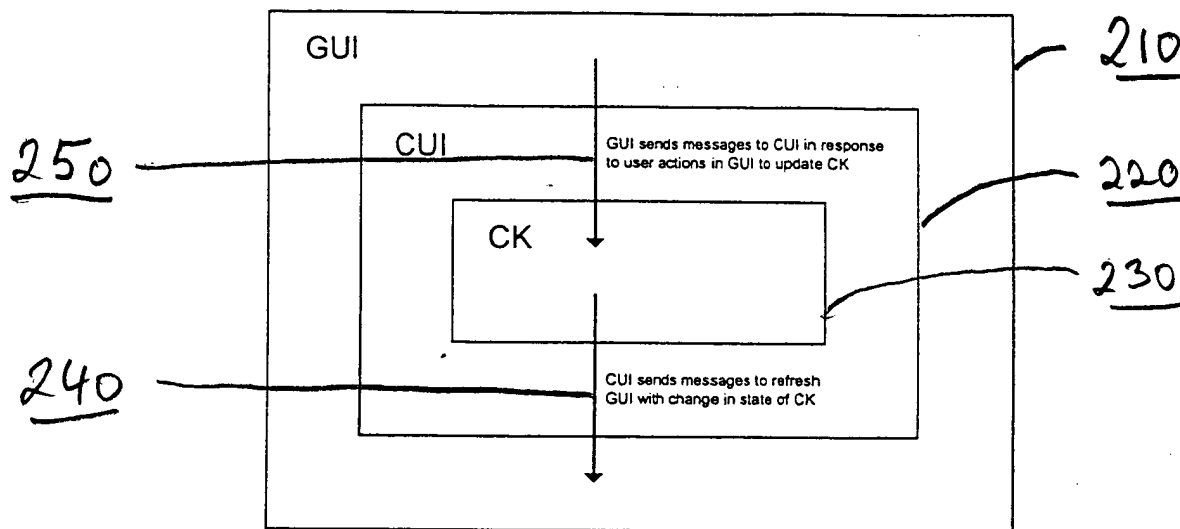 GUI
210
CUI
GUI sends messages to CUI in response
to user actions in GUI to update CK
250
220
CK
230
CUI sends messages to refresh
GUI with change in state of CK
240